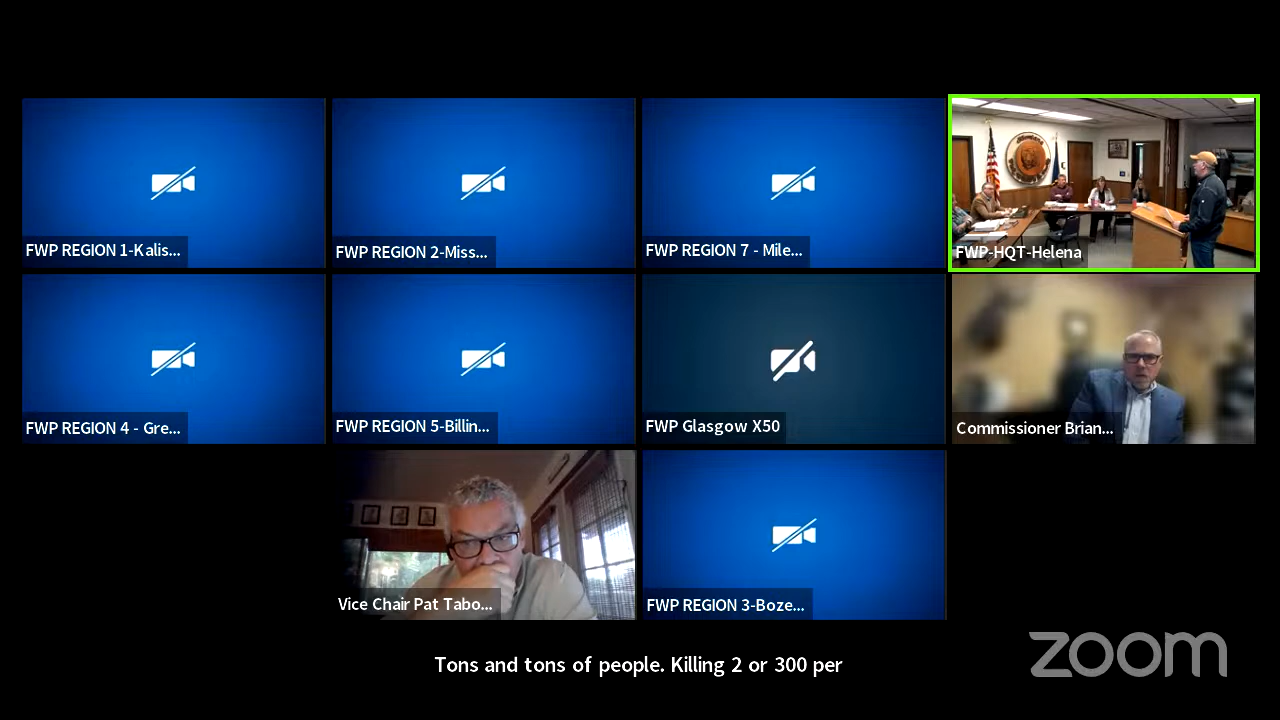 FWP REGION 1-Kalis...
FWP REGION 2-Miss...
FWP REGION 7 - Mile...
FWP-HQT-Helena
FWP REGION 4 - Gre...
FWP REGION 5-Billin...
FWP Glasgow X50
Commissioner Brian...
Vice Chair Pat Tabo...
FWP REGION 3-Boze...
Tons and tons of people. Killing 2 or 300 per
zoom